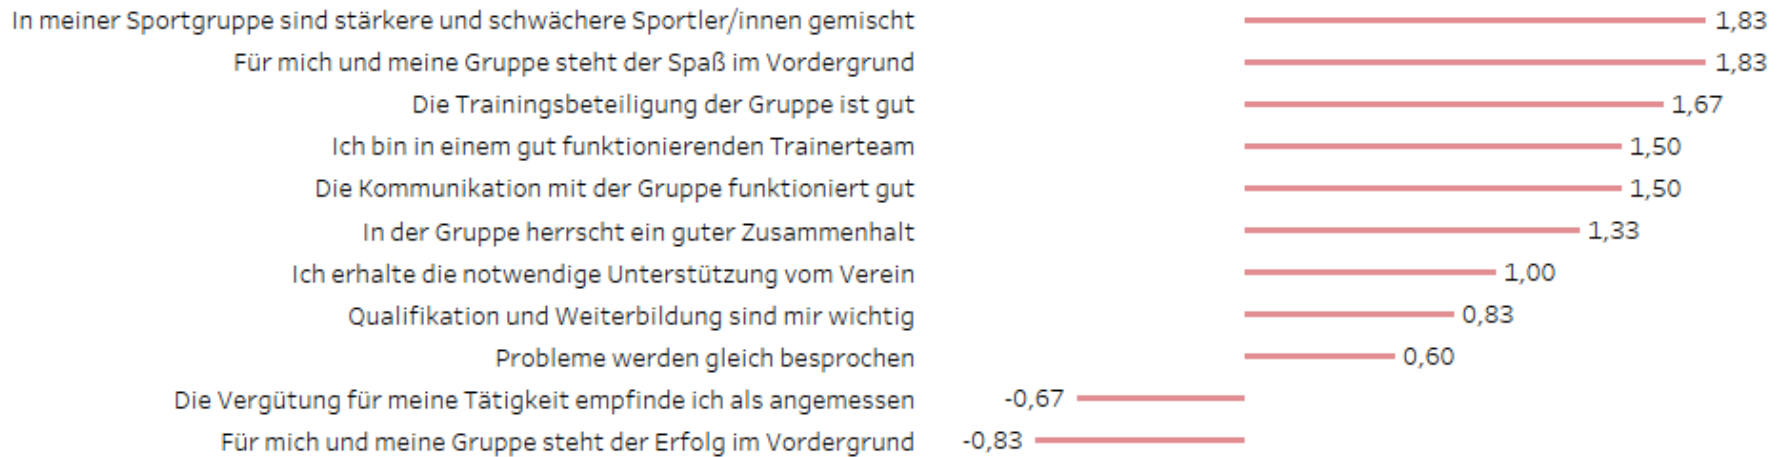 In meiner Sportgruppe sind stärkere und schwächere Sportler/innen gemischt 1,83
Für mich und meine Gruppe steht der Spaß im Vordergrund 1,83
Die Trainingsbeteiligung der Gruppe ist gut 1,67
Ich bin in einem gut funktionierenden Trainerteam 1,50
Die Kommunikation mit der Gruppe funktioniert gut 1,50
In der Gruppe herrscht ein guter Zusammenhalt 1,33
Ich erhalte die notwendige Unterstützung vom Verein 1,00
Qualifikation und Weiterbildung sind mir wichtig 0,83
Probleme werden gleich besprochen 0,60
Die Vergütung für meine Tätigkeit empfinde ich als angemessen -0,67
Für mich und meine Gruppe steht der Erfolg im Vordergrund -0,83